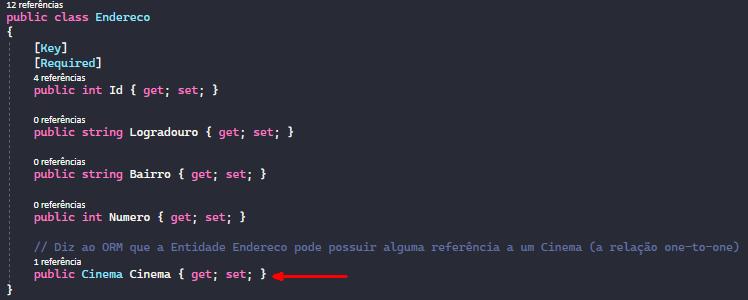 12 referências
public class Endereco
{
[Key]
[Required]
4 referências
public int Id { get; set; }
0 referências
public string Logradouro { get; set; }
0 referências
public string Bairro { get; set; }
0 referências
public int Numero { get; set; }
// Diz ao ORM que a Entidade Endereco pode possuir alguma referência a um Cinema (a relação one-to-one)
1 referência
public Cinema Cinema { get; set; }
}